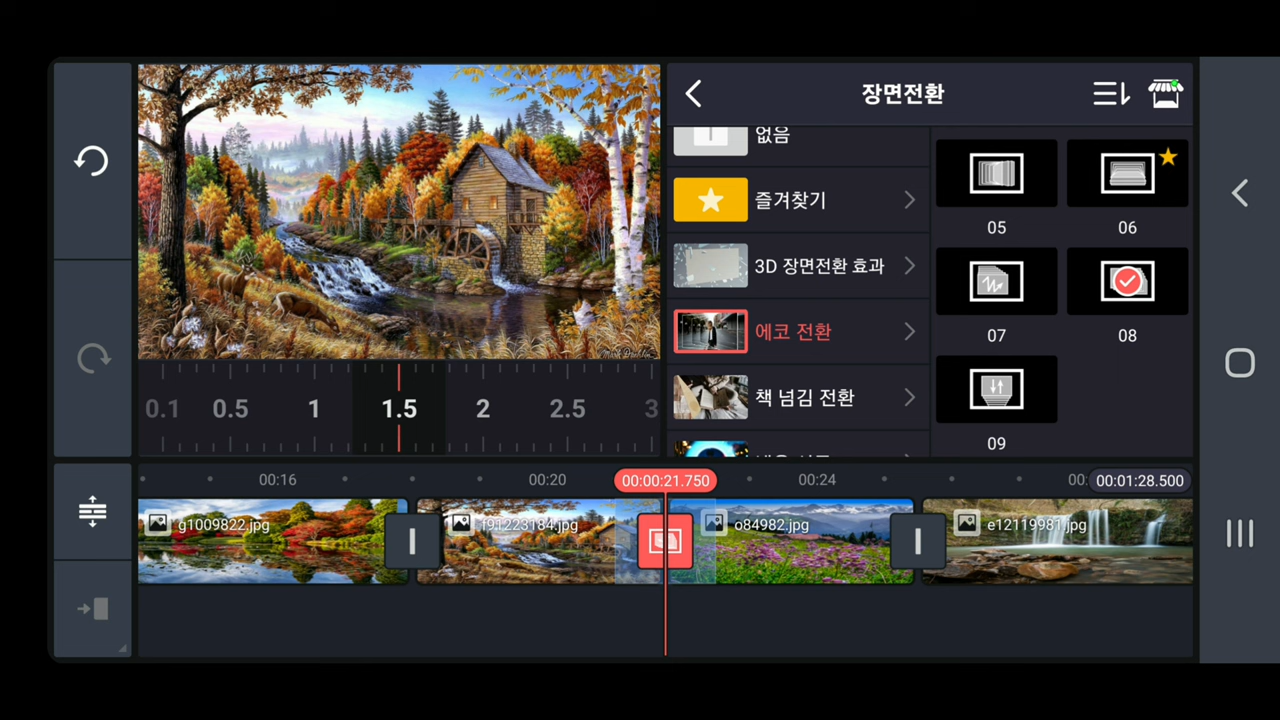 장면전환
없음
즐겨찾기
3D 장면전환 효과
에코 전환
책 넘김 전환
05
06
07
08
09
0.1 0.5 1 1.5 2 2.5 3
00:16 00:20 00:00:21.750 00:24 00: 00:01:28.500
g1009822.jpg
f91223184.jpg
o84982.jpg
e12119981.jpg